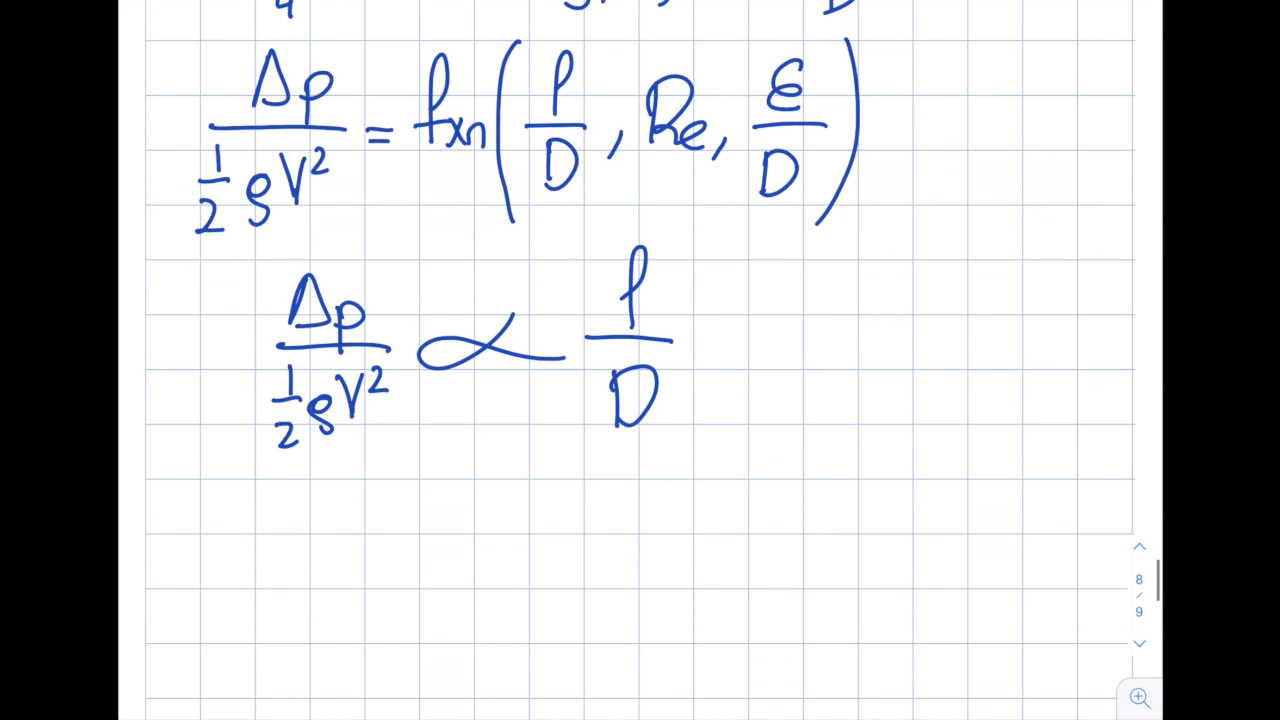 Δp / ½ρV² = fxn(l/D, Re, ε/D)
Δp / ½ρV² ∝ l/D
8
/
9